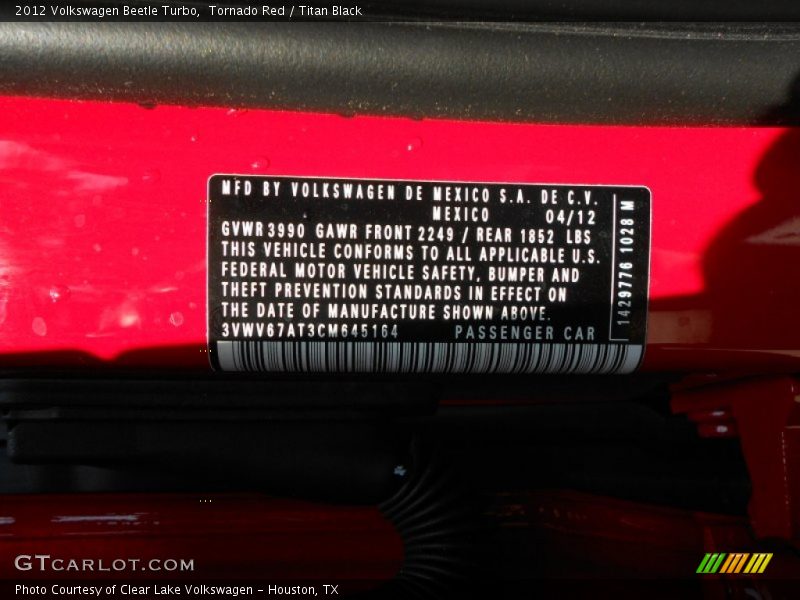 2012 Volkswagen Beetle Turbo,  Tornado Red / Titan Black
MFD BY VOLKSWAGEN DE MEXICO S.A. DE C.V.
MEXICO 04/12
GVWR 3990 GAWR FRONT 2249 / REAR 1852 LBS
THIS VEHICLE CONFORMS TO ALL APPLICABLE U.S.
FEDERAL MOTOR VEHICLE SAFETY, BUMPER AND
THEFT PREVENTION STANDARDS IN EFFECT ON
THE DATE OF MANUFACTURE SHOWN ABOVE.
3VWV67AT3CM645164 PASSENGER CAR
1429776 1028 M
GTCARLOT.COM
Photo Courtesy of Clear Lake Volkswagen - Houston, TX